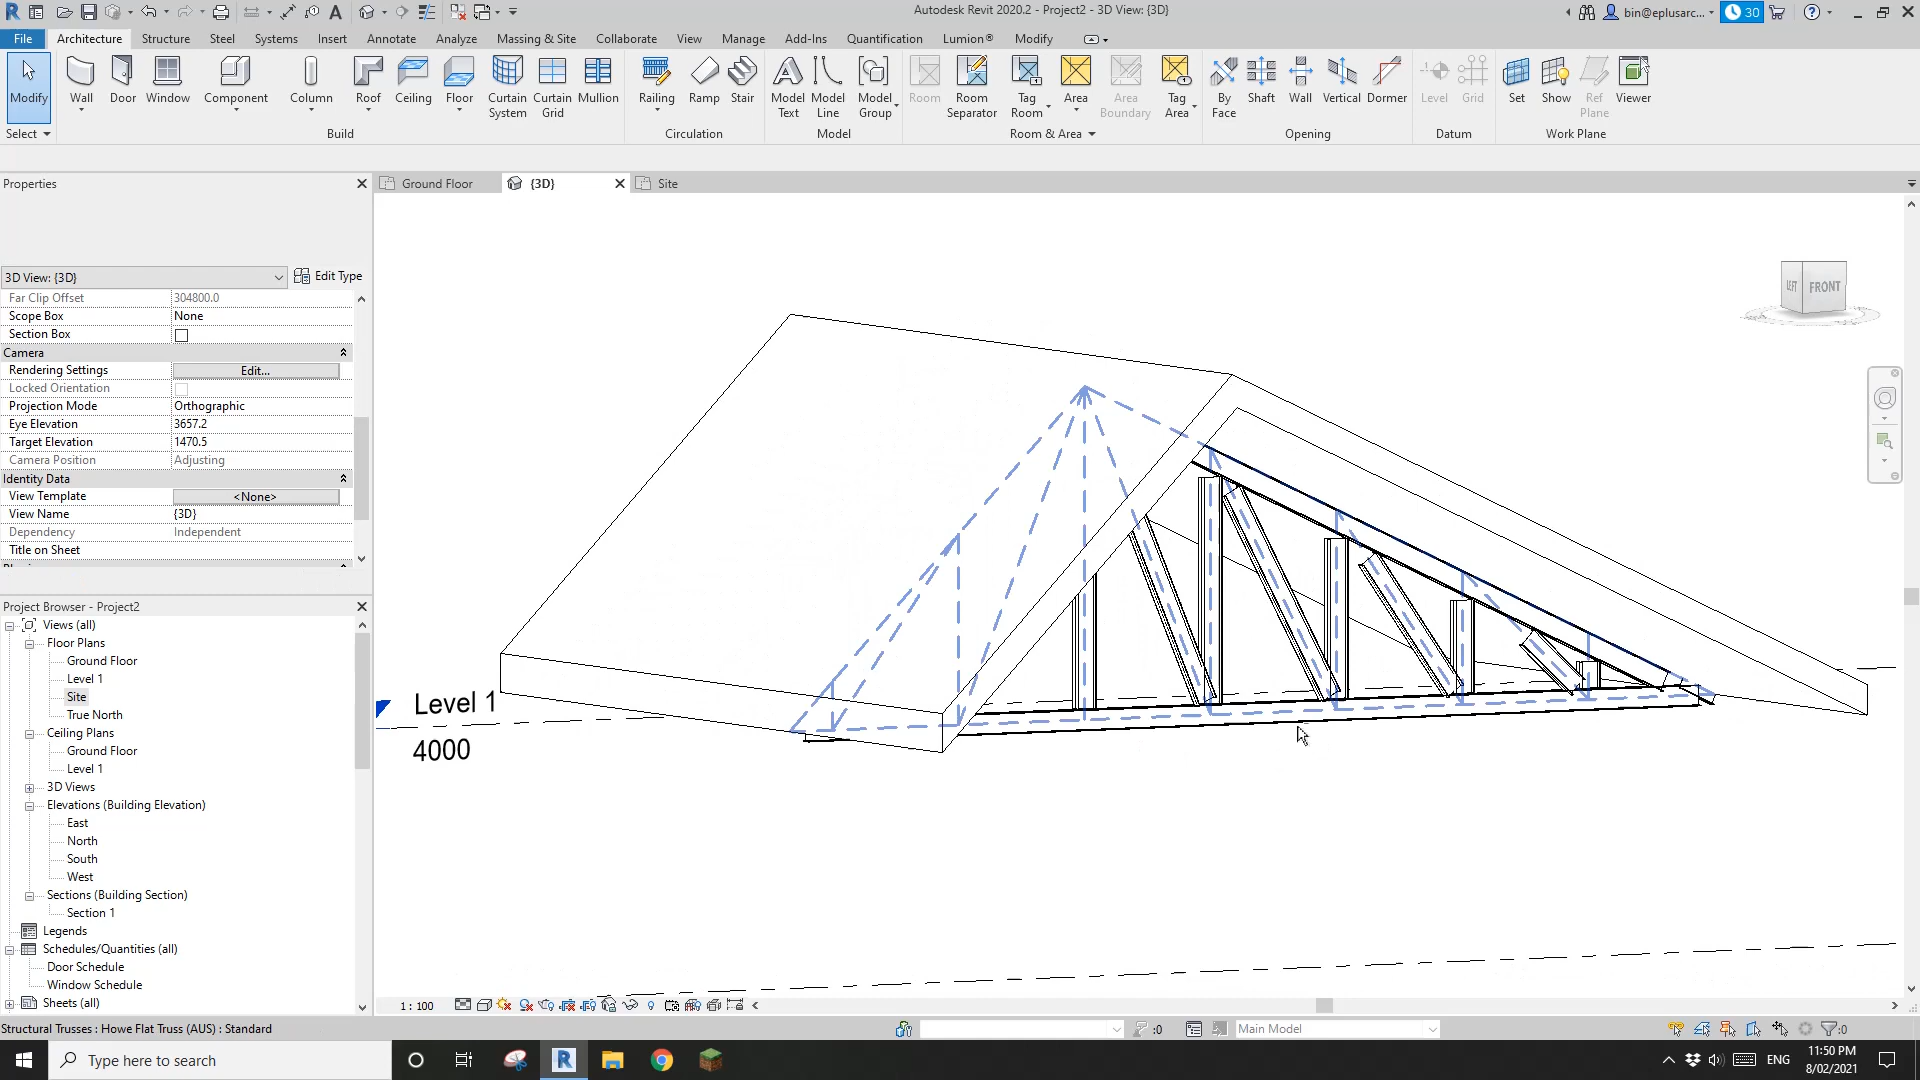 Autodesk Revit 2020.2 - Project2 - 3D View: {3D}
bin@eplusarc...
30
File Architecture Structure Steel Systems Insert Annotate Analyze Massing & Site Collaborate View Manage Add-Ins Quantification Lumion® Modify
Modify Wall Door Window Component Column Roof Ceiling Floor Curtain System Curtain Grid Mullion Railing Ramp Stair Model Text Model Line Model Group Room Room Separator Tag Room Area Area Boundary Tag Area By Face Shaft Wall Vertical Dormer Level Grid Set Show Ref Plane Viewer
Select Build Circulation Model Room & Area Opening Datum Work Plane
Properties
Ground Floor {3D} Site
3D View: {3D} Edit Type
Far Clip Offset 304800.0
Scope Box None
Section Box
Camera
Rendering Settings Edit...
Locked Orientation
Projection Mode Orthographic
Eye Elevation 3657.2
Target Elevation 1470.5
Camera Position Adjusting
Identity Data
View Template <None>
View Name {3D}
Dependency Independent
Title on Sheet
LEFT FRONT
Project Browser - Project2
Views (all)
Floor Plans
Ground Floor
Level 1
Site
True North
Ceiling Plans
Ground Floor
Level 1
3D Views
Elevations (Building Elevation)
East
North
South
West
Sections (Building Section)
Section 1
Legends
Schedules/Quantities (all)
Door Schedule
Window Schedule
Sheets (all)
Level 1
4000
1 : 100
Structural Trusses : Howe Flat Truss (AUS) : Standard
:0
Main Model
:0
Type here to search
ENG
11:50 PM
8/02/2021